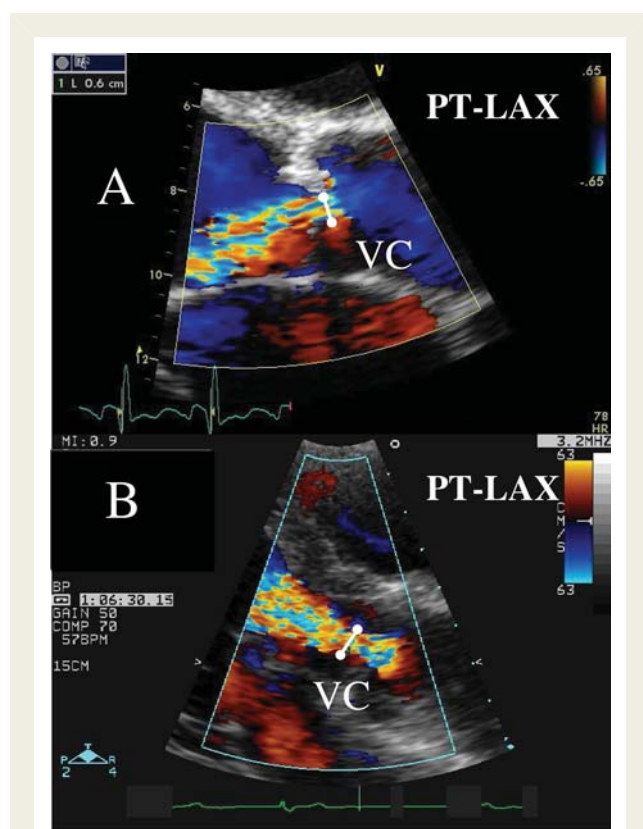 1 L 0.6 cm
V
PT-LAX
.65
-.65
6
A
8
VC
10
12
78
HR
MI:0.9
3.2MHZ
B
PT-LAX
63
C
M
/
S
63
BP
1:06:30.15
GAIN 50
COMP 70
57BPM
15CM
VC
P T R
2 4